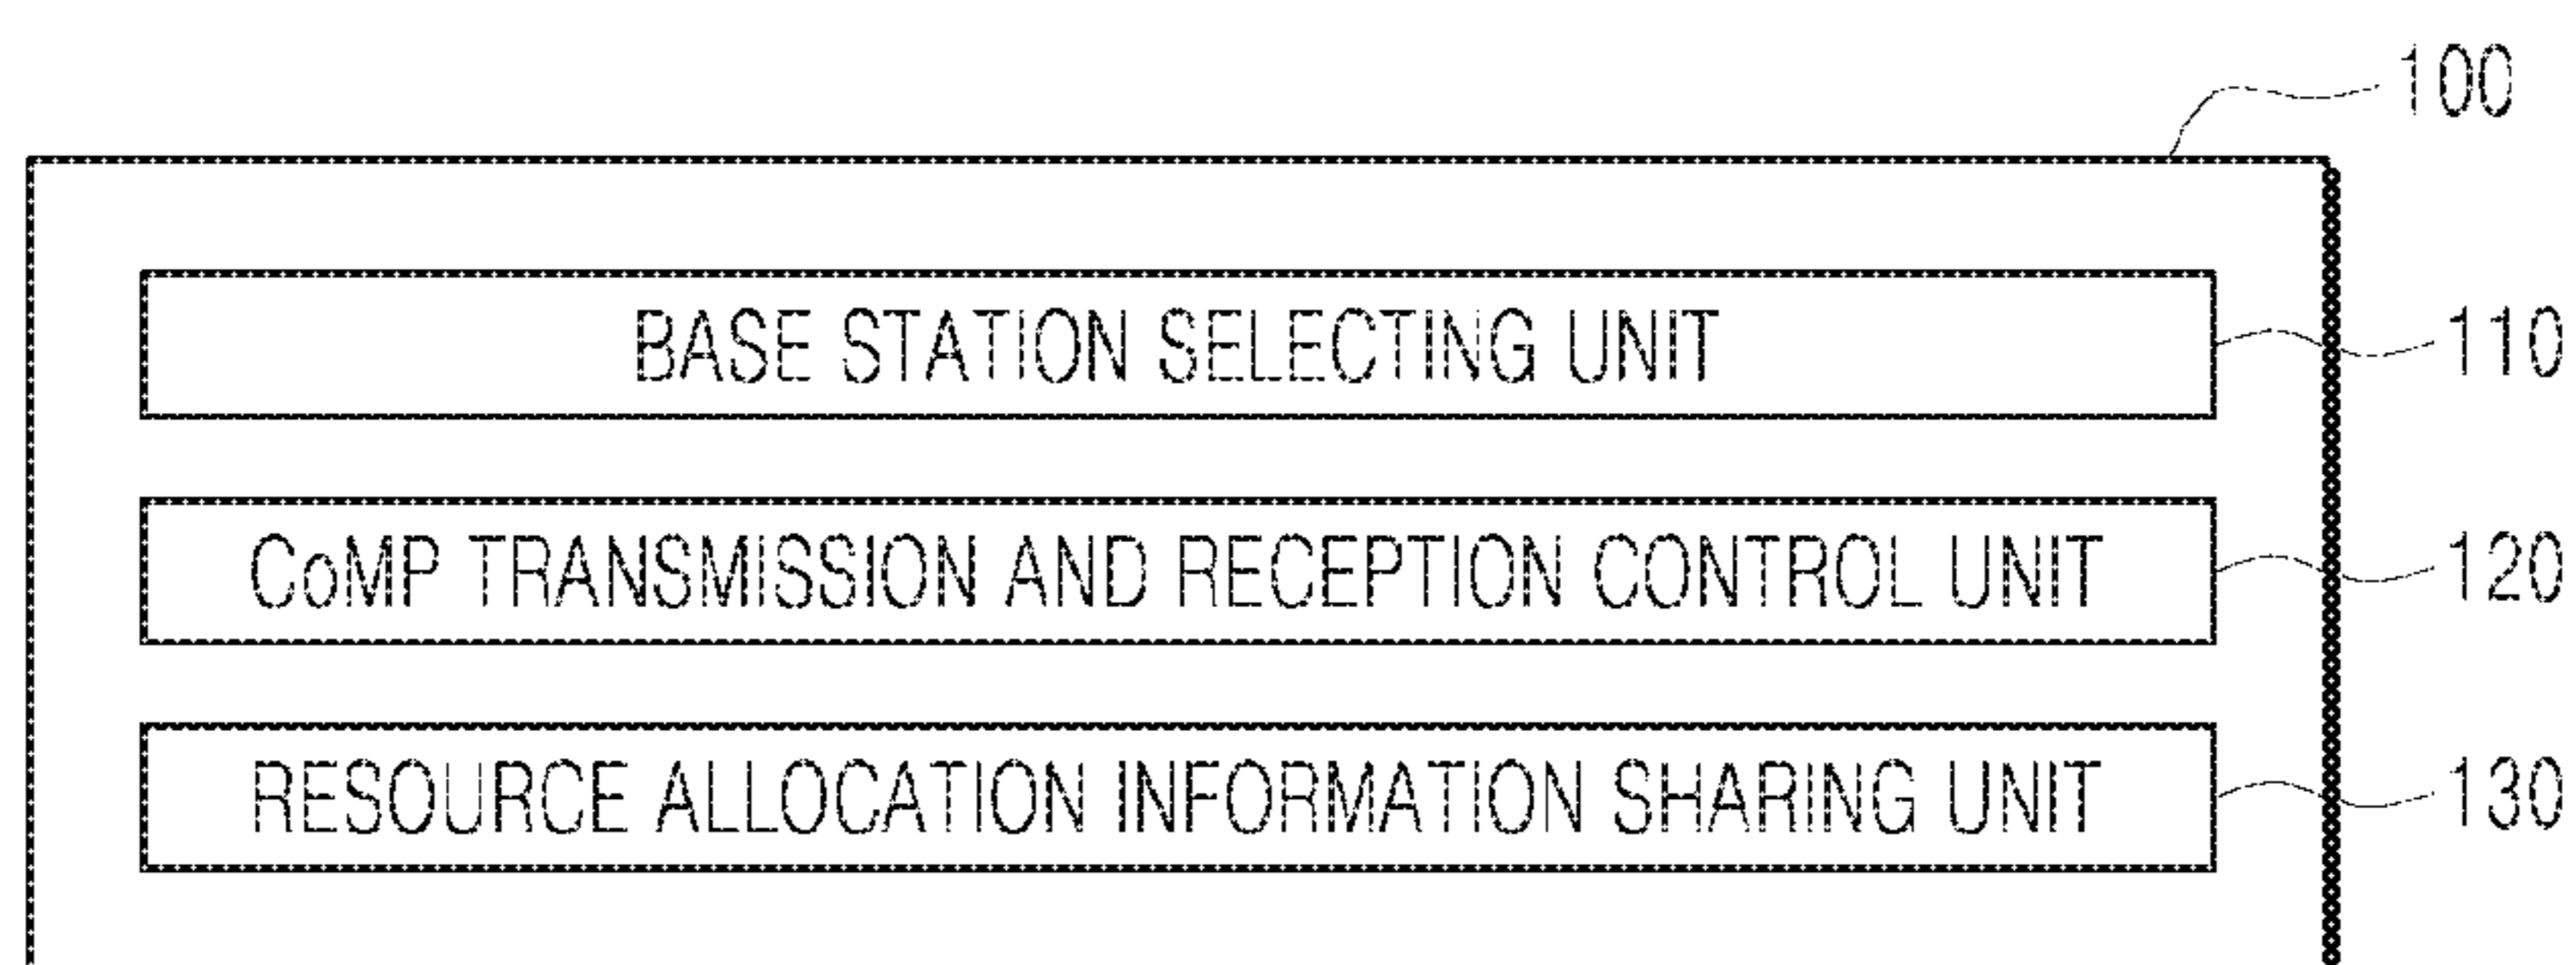 100
BASE STATION SELECTING UNIT 110
CoMP TRANSMISSION AND RECEPTION CONTROL UNIT 120
RESOURCE ALLOCATION INFORMATION SHARING UNIT 130